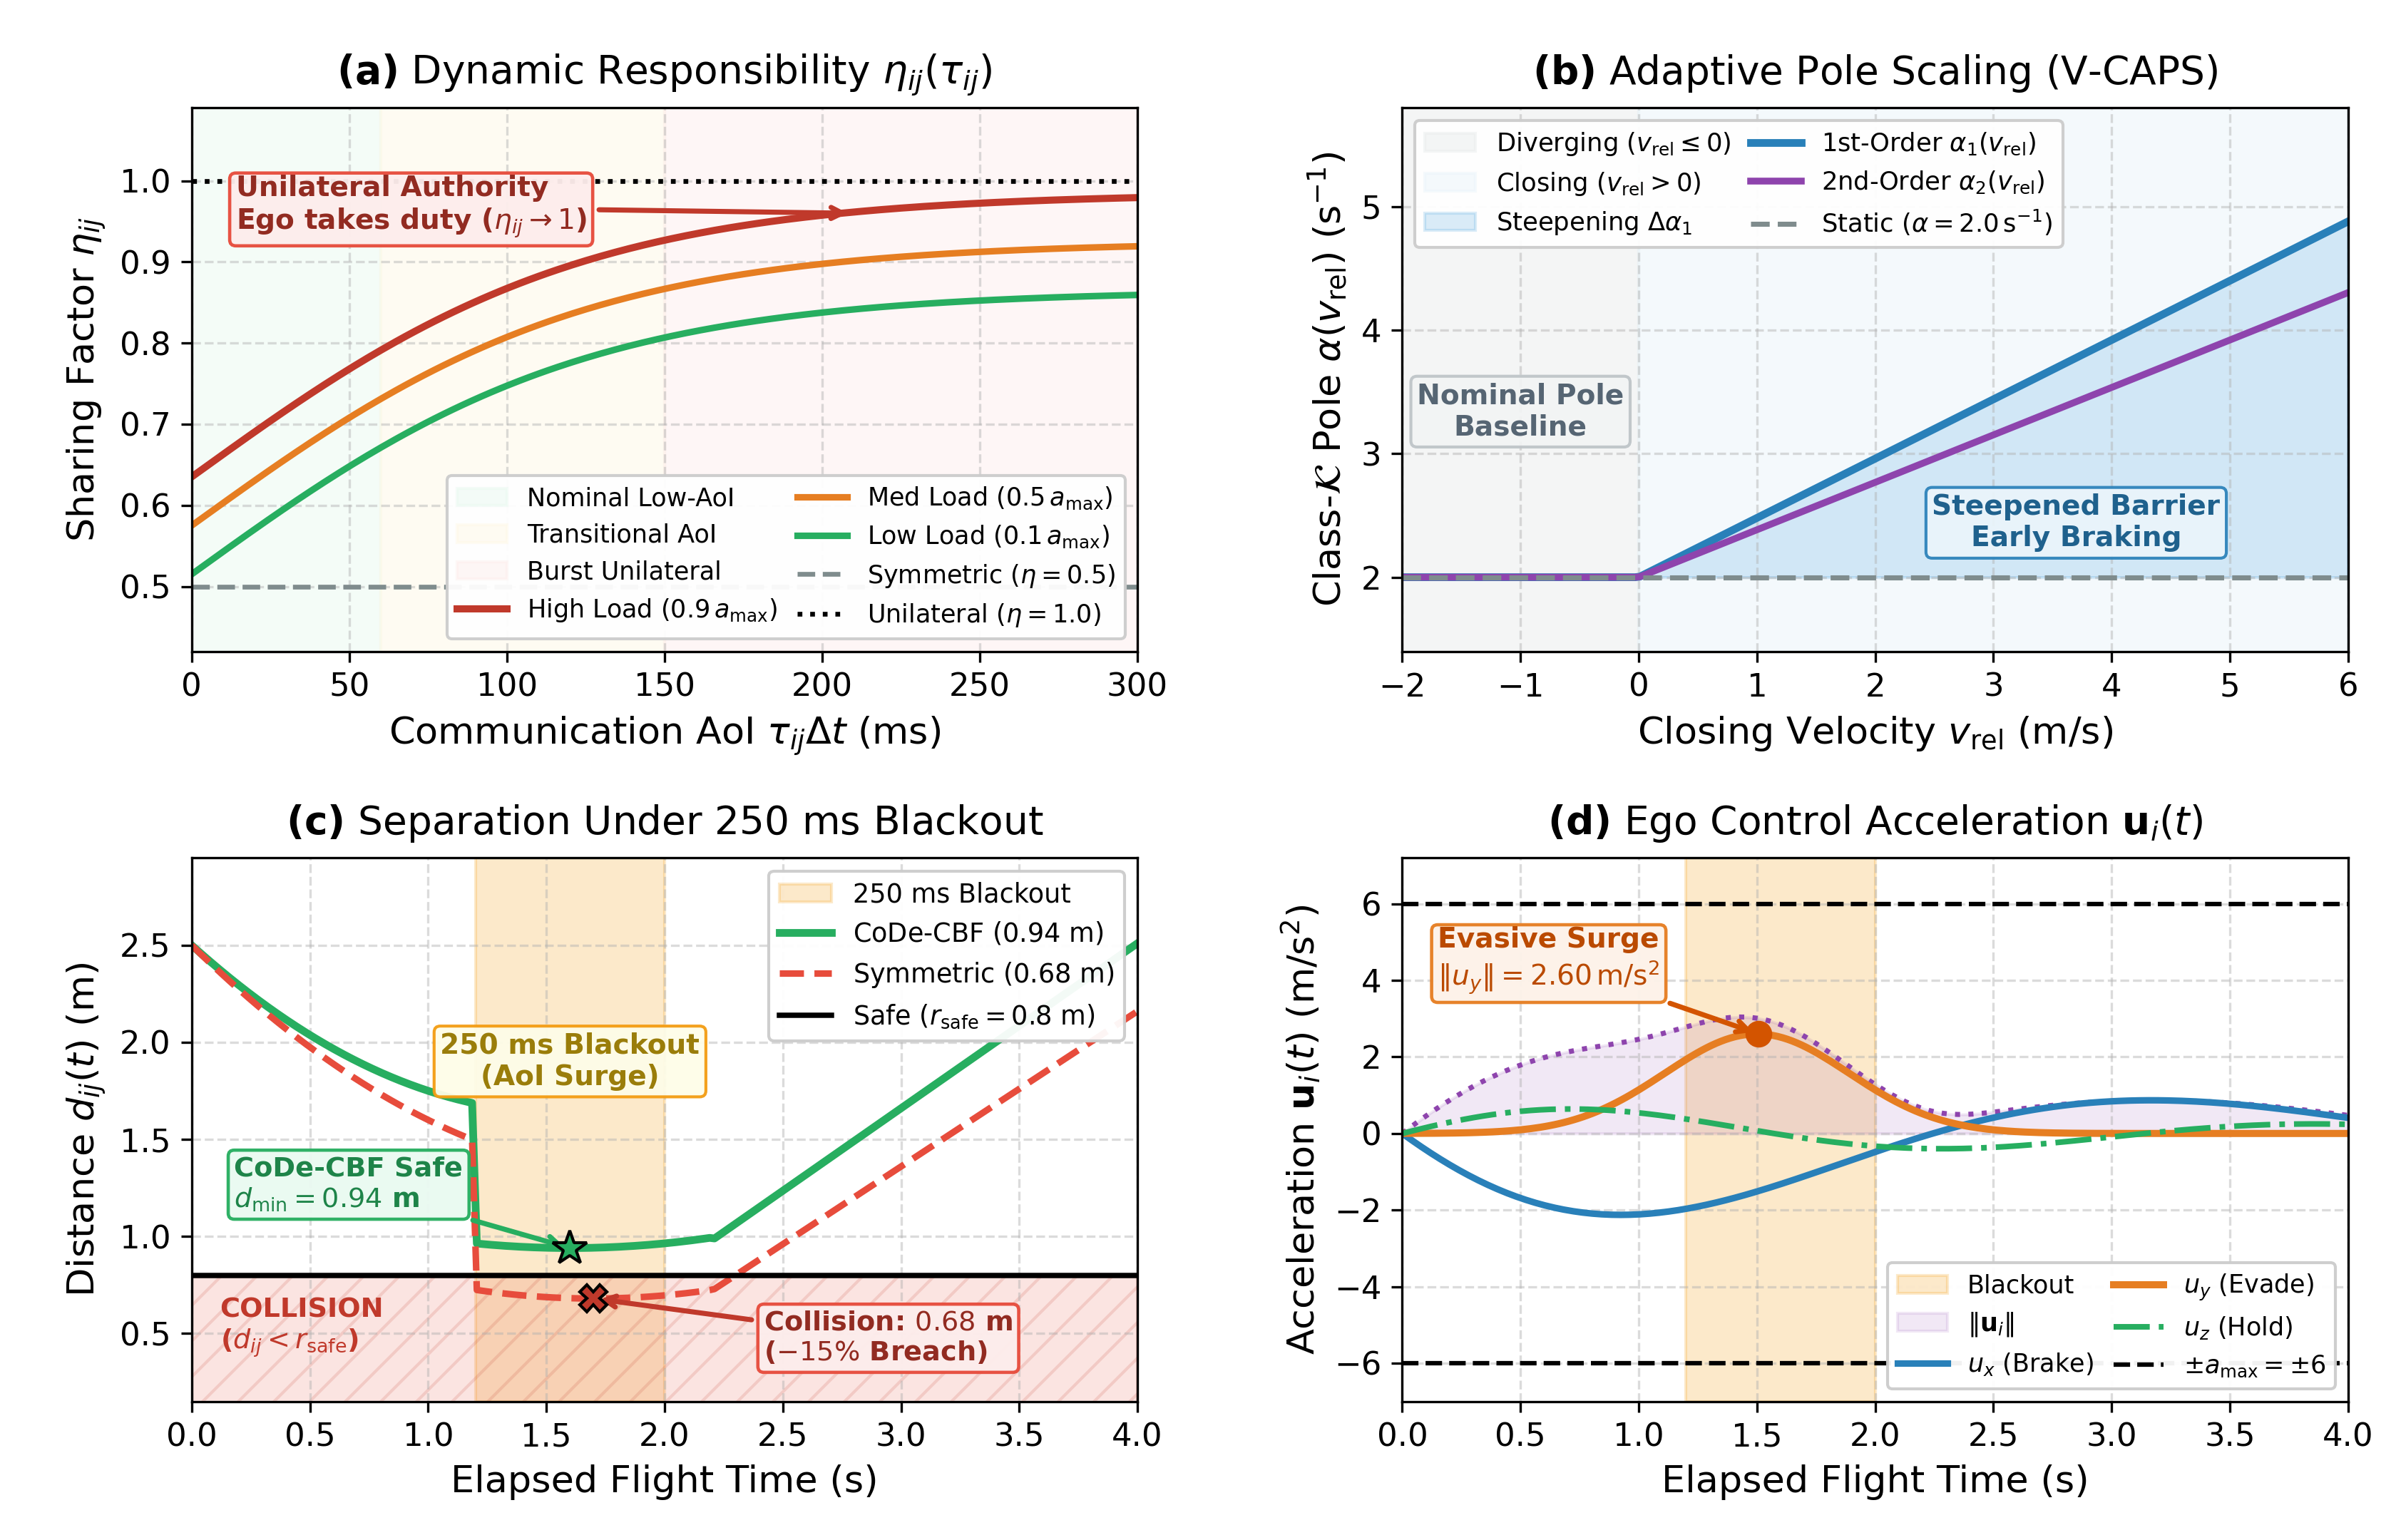 (a) Dynamic Responsibility ηij(τij)
Sharing Factor ηij
1.0
0.9
0.8
0.7
0.6
0.5
Unilateral Authority
Ego takes duty (ηij → 1)
Nominal Low-AoI
Transitional AoI
Burst Unilateral
High Load (0.9 amax)
Med Load (0.5 amax)
Low Load (0.1 amax)
Symmetric (η = 0.5)
Unilateral (η = 1.0)
0 50 100 150 200 250 300
Communication AoI τijΔt (ms)
(b) Adaptive Pole Scaling (V-CAPS)
Class-𝒦 Pole α(vrel) (s⁻¹)
5
4
3
2
Diverging (vrel ≤ 0)
Closing (vrel > 0)
Steepening Δα1
1st-Order α1(vrel)
2nd-Order α2(vrel)
Static (α = 2.0 s⁻¹)
Nominal Pole
Baseline
Steepened Barrier
Early Braking
−2 −1 0 1 2 3 4 5 6
Closing Velocity vrel (m/s)
(c) Separation Under 250 ms Blackout
Distance dij(t) (m)
2.5
2.0
1.5
1.0
0.5
250 ms Blackout
CoDe-CBF (0.94 m)
Symmetric (0.68 m)
Safe (rsafe = 0.8 m)
250 ms Blackout
(AoI Surge)
CoDe-CBF Safe
dmin = 0.94 m
COLLISION
(dij < rsafe)
Collision: 0.68 m
(−15% Breach)
0.0 0.5 1.0 1.5 2.0 2.5 3.0 3.5 4.0
Elapsed Flight Time (s)
(d) Ego Control Acceleration ui(t)
Acceleration ui(t) (m/s²)
6
4
2
0
−2
−4
−6
Evasive Surge
‖uy‖ = 2.60 m/s²
Blackout
‖ui‖
ux (Brake)
uy (Evade)
uz (Hold)
±amax = ±6
0.0 0.5 1.0 1.5 2.0 2.5 3.0 3.5 4.0
Elapsed Flight Time (s)